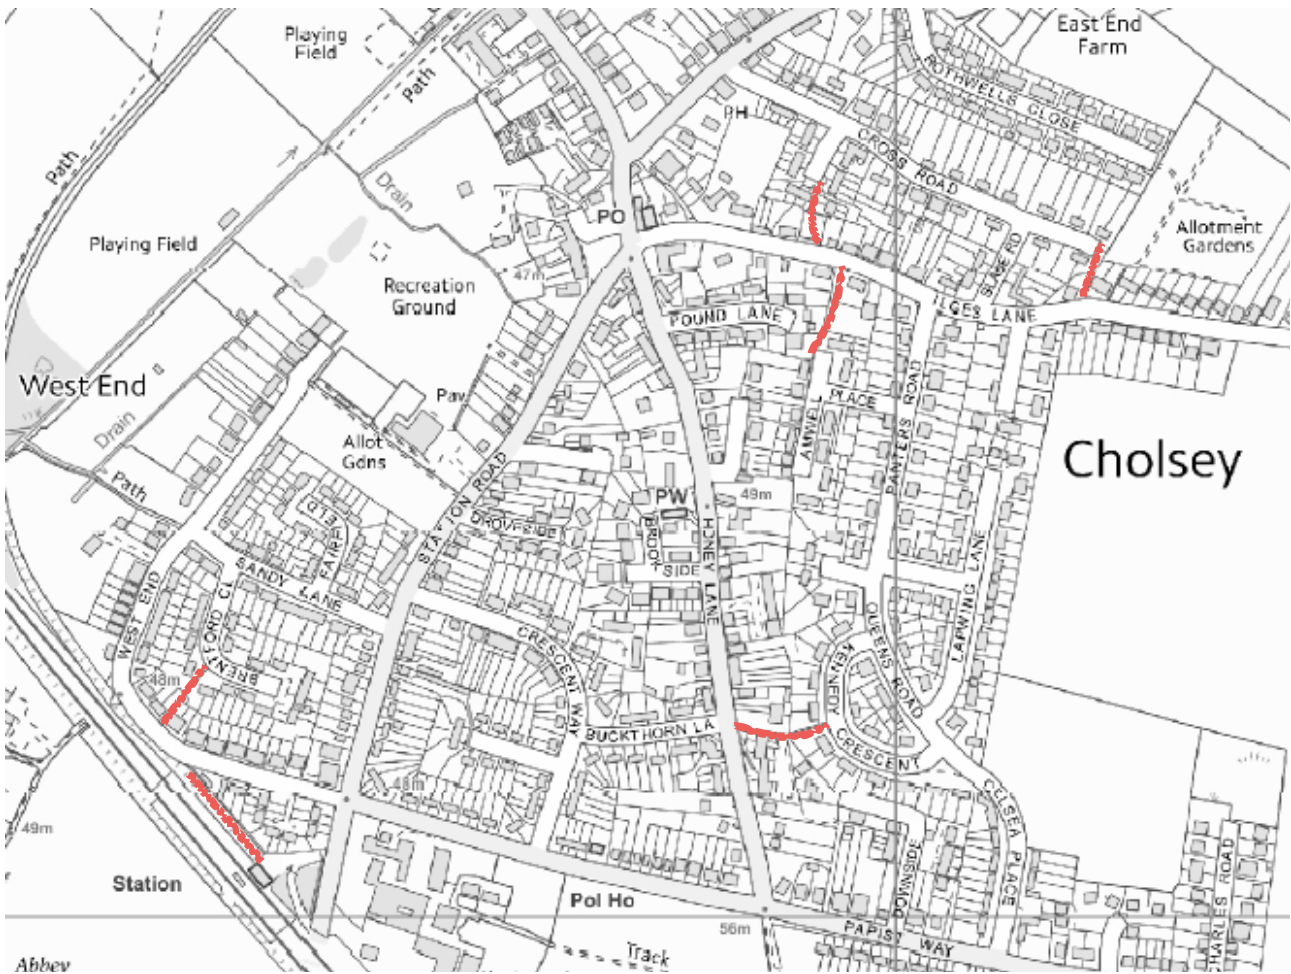 Playing
Field
East End
Farm
Path
ROTHWELLS CLOSE
PH
CROSS ROAD
Path
Drain
PO
Allotment
Gardens
Playing Field
47m
Recreation
Ground
POUND LANE
GES LANE
West End
Paw
PLACE
AMWELL
PANTERS ROAD
Drain
Allot
Gdns
Cholsey
Path
STATION ROAD
PW
49m
FAIRFIELD
DROVESIDE
BROOK
SIDE
HONEY LANE
SANDY LANE
WEST END
BRENTFORD CT
LAPWING LANE
QUEENS ROAD
CRESCENT WAY
KENNEDY
CRESCENT
48m
BUCKTHORN LA
48m
CELSEA PLACE
49m
Station
Pol Ho
DOWNSIDE
CHARLES ROAD
56m
PAPIST WAY
Track
Abbey